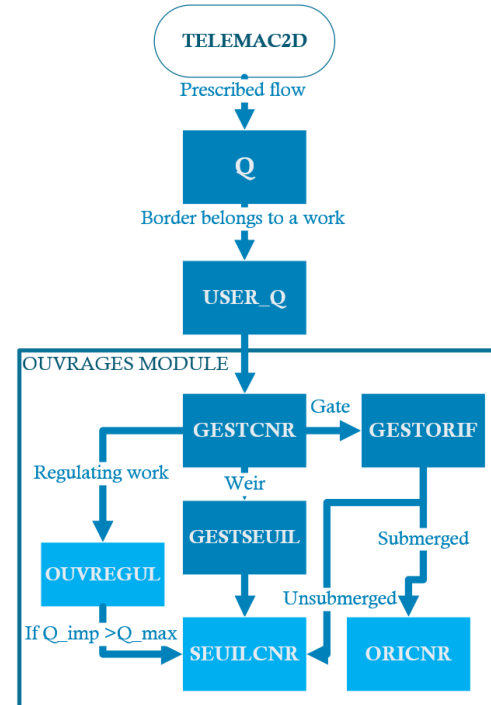 TELEMAC2D
Prescribed flow
Q
Border belongs to a work
USER_Q
OUVRAGES MODULE
Gate
GESTCNR
GESTORIF
Regulating work
Weir
GESTSEUIL
Submerged
OUVREGUL
Unsubmerged
If Q_imp >Q_max
SEUILCNR
ORICNR